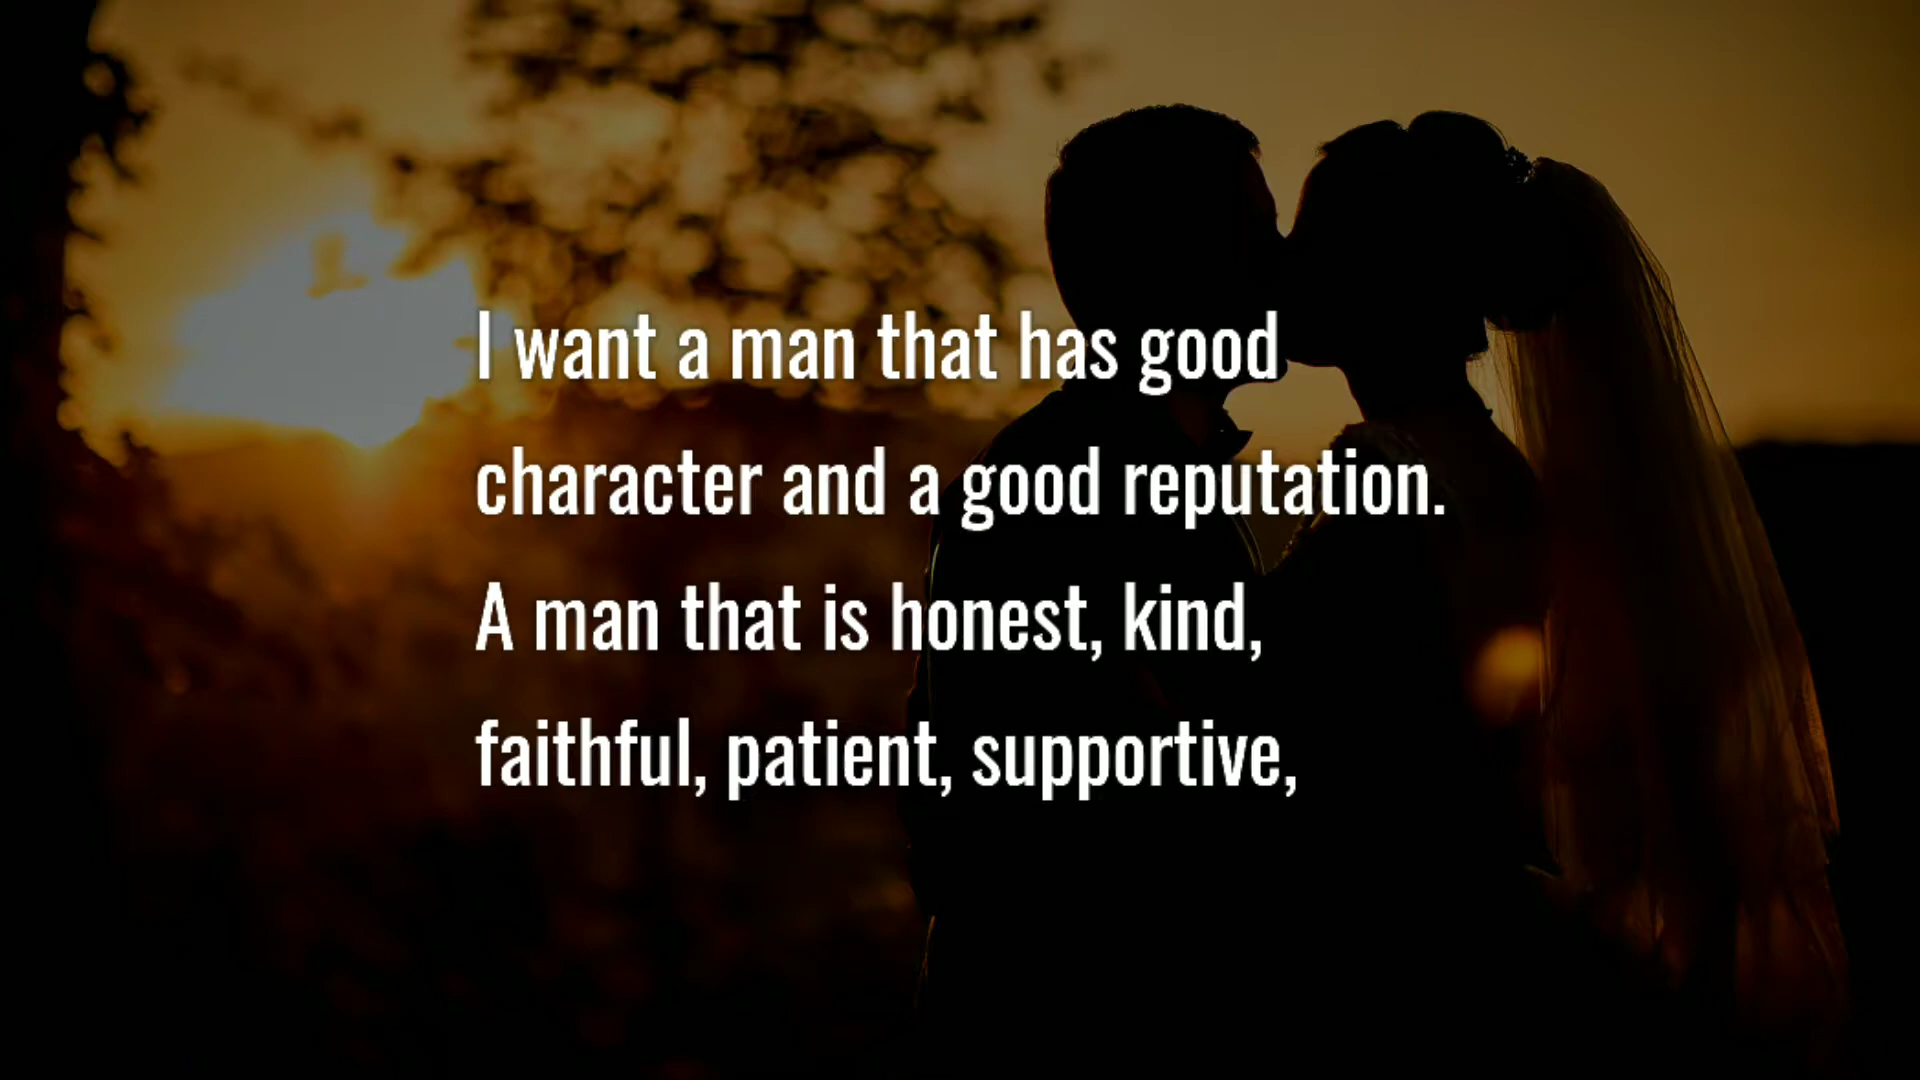 I want a man that has good
character and a good reputation.
A man that is honest, kind,
faithful, patient, supportive,